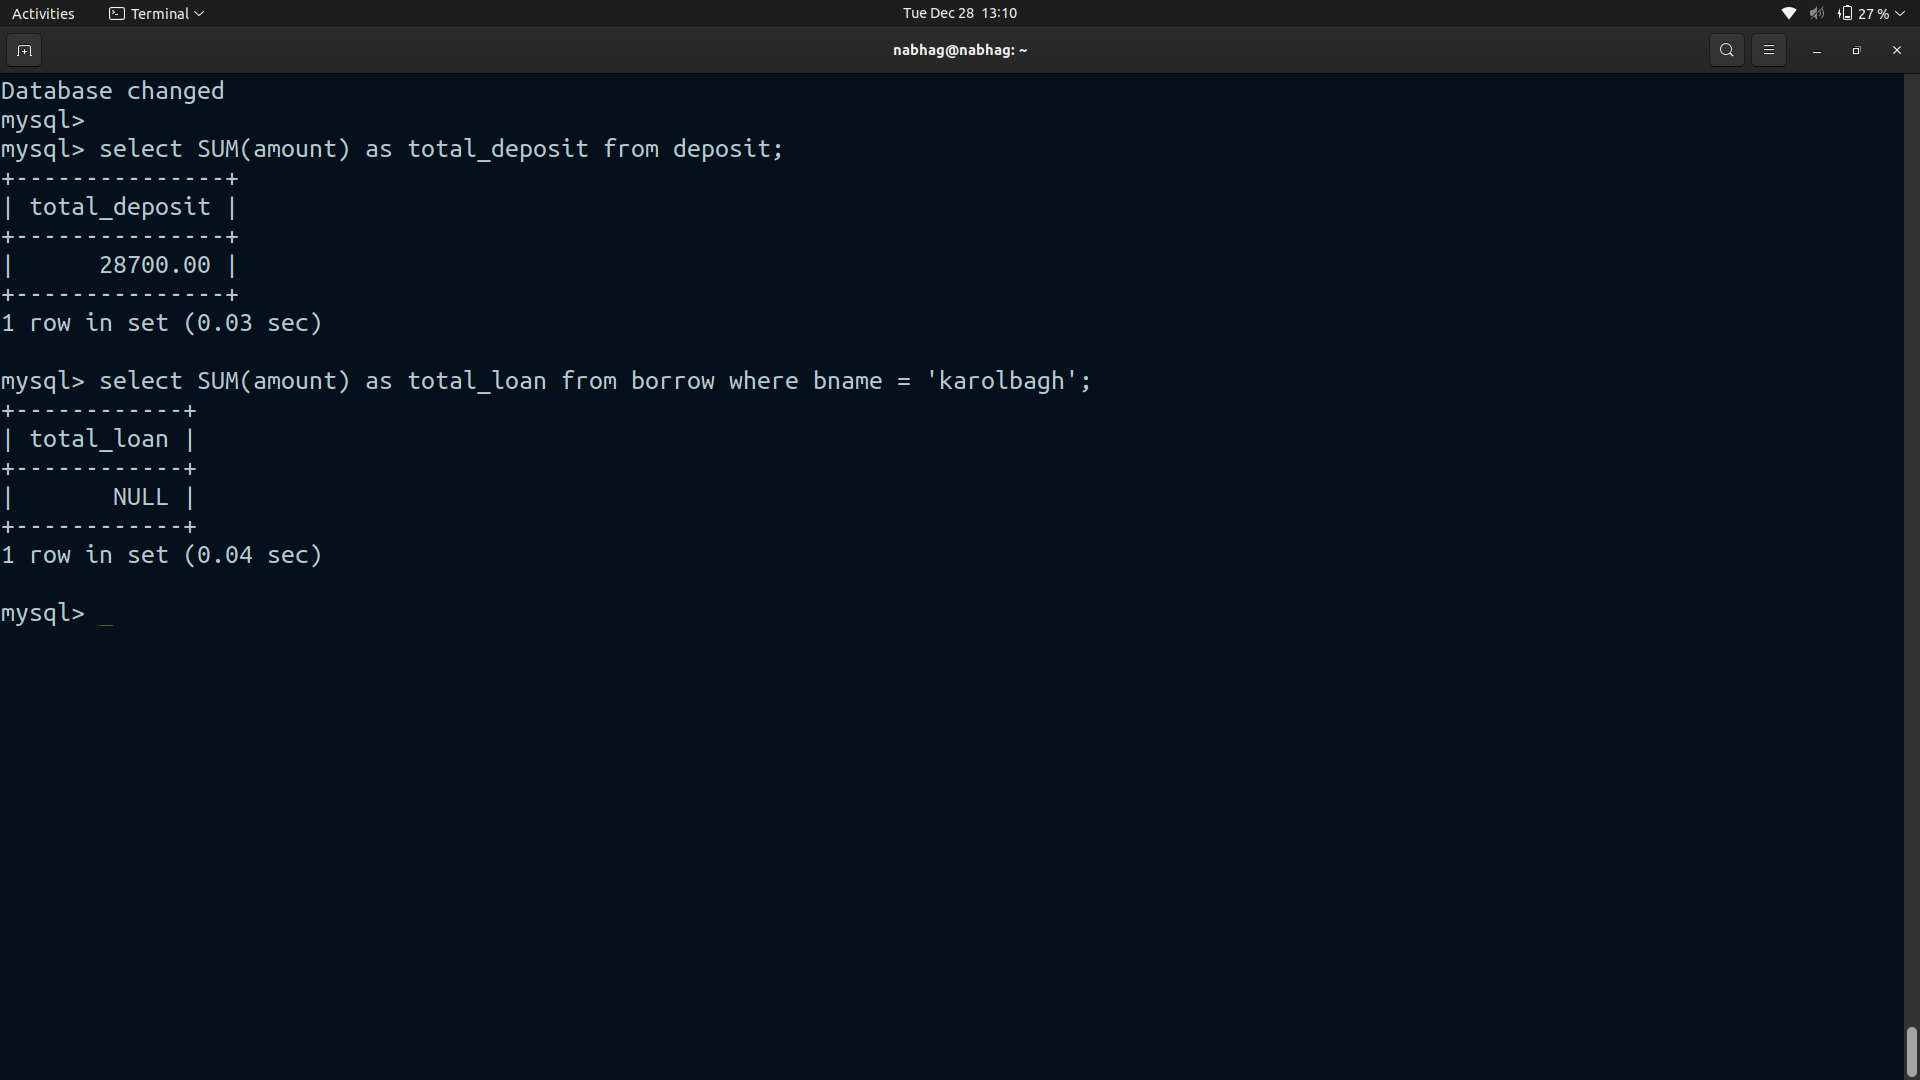 Activities Terminal Tue Dec 28 13:10 27 %
nabhag@nabhag: ~
Database changed
mysql>
mysql> select SUM(amount) as total_deposit from deposit;
+---------------+
| total_deposit |
+---------------+
|      28700.00 |
+---------------+
1 row in set (0.03 sec)
mysql> select SUM(amount) as total_loan from borrow where bname = 'karolbagh';
+------------+
| total_loan |
+------------+
|       NULL |
+------------+
1 row in set (0.04 sec)
mysql> _